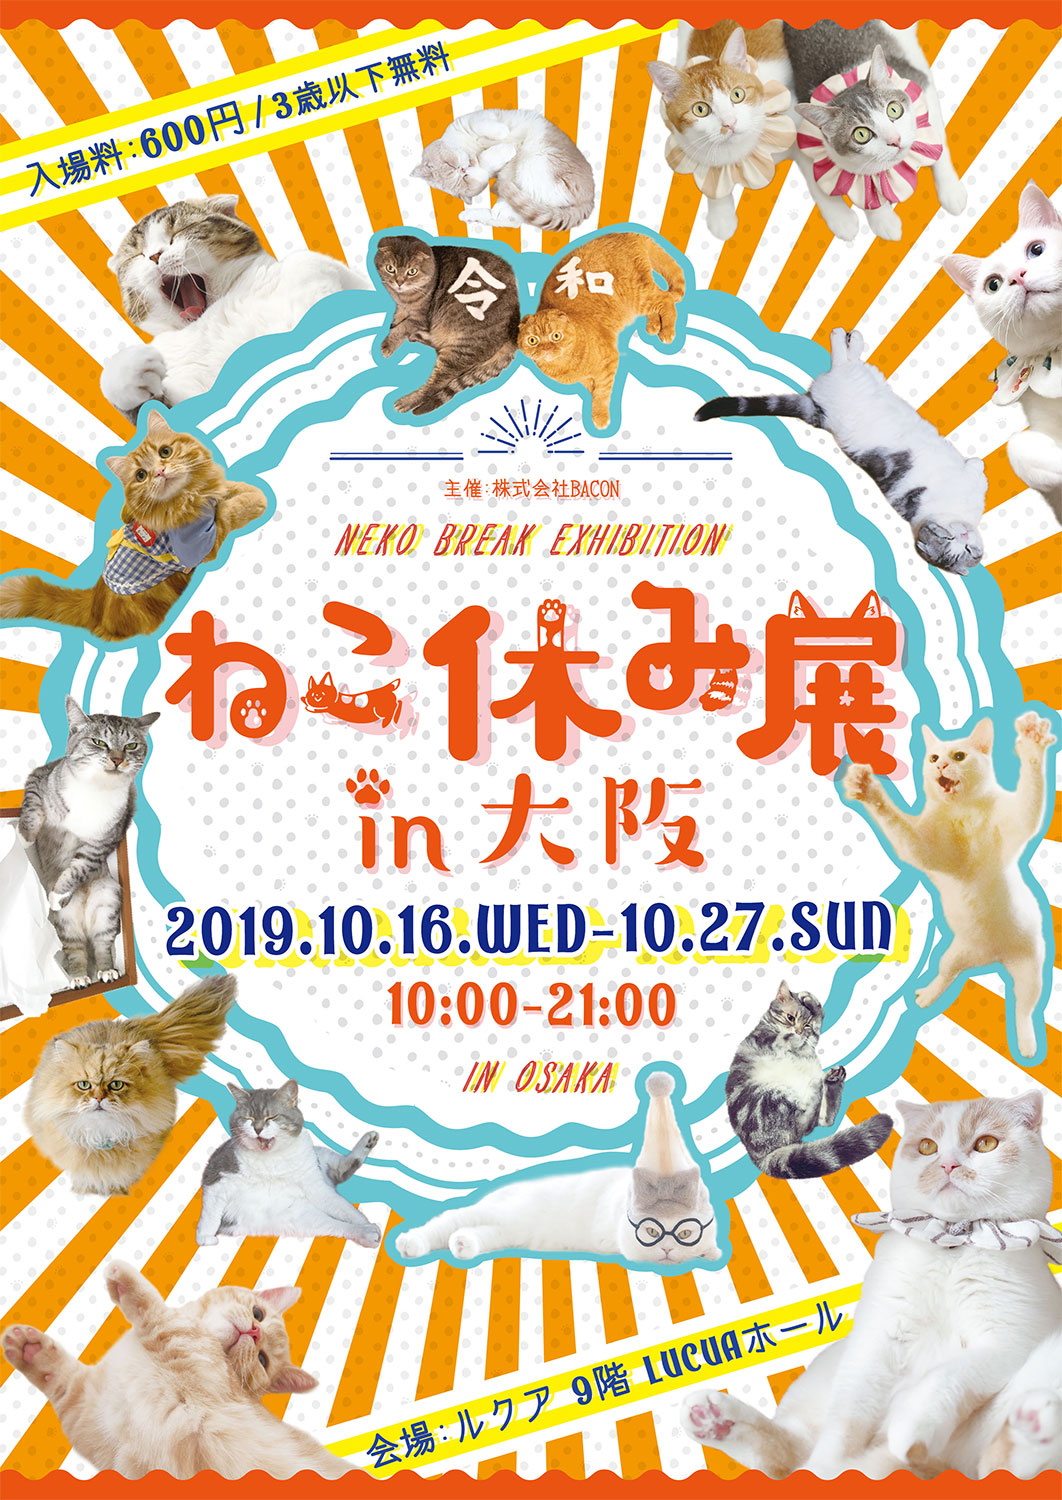 入場料:600円/3歳以下無料
令和
主催:株式会社BACON
NEKO BREAK EXHIBITION
ねこ休み展
in大阪
2019.10.16.WED-10.27.SUN
10:00-21:00
IN OSAKA
会場:ルクア 9階 LUCUAホール